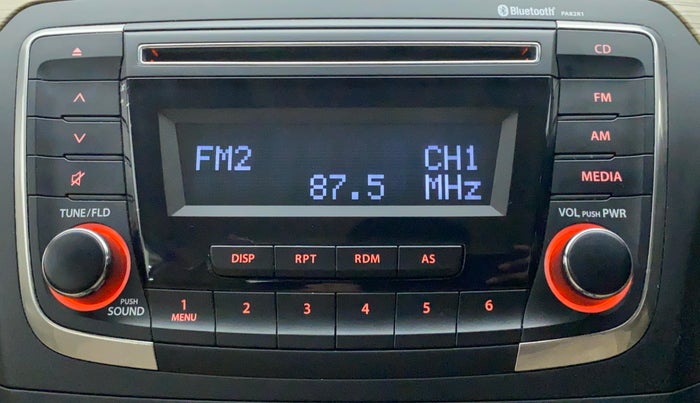 Bluetooth PA82R1
CD
FM
AM
MEDIA
FM2 CH1
87.5 MHz
TUNE/FLD
VOL PUSH PWR
DISP RPT RDM AS
PUSH SOUND
1 MENU 2 3 4 5 6